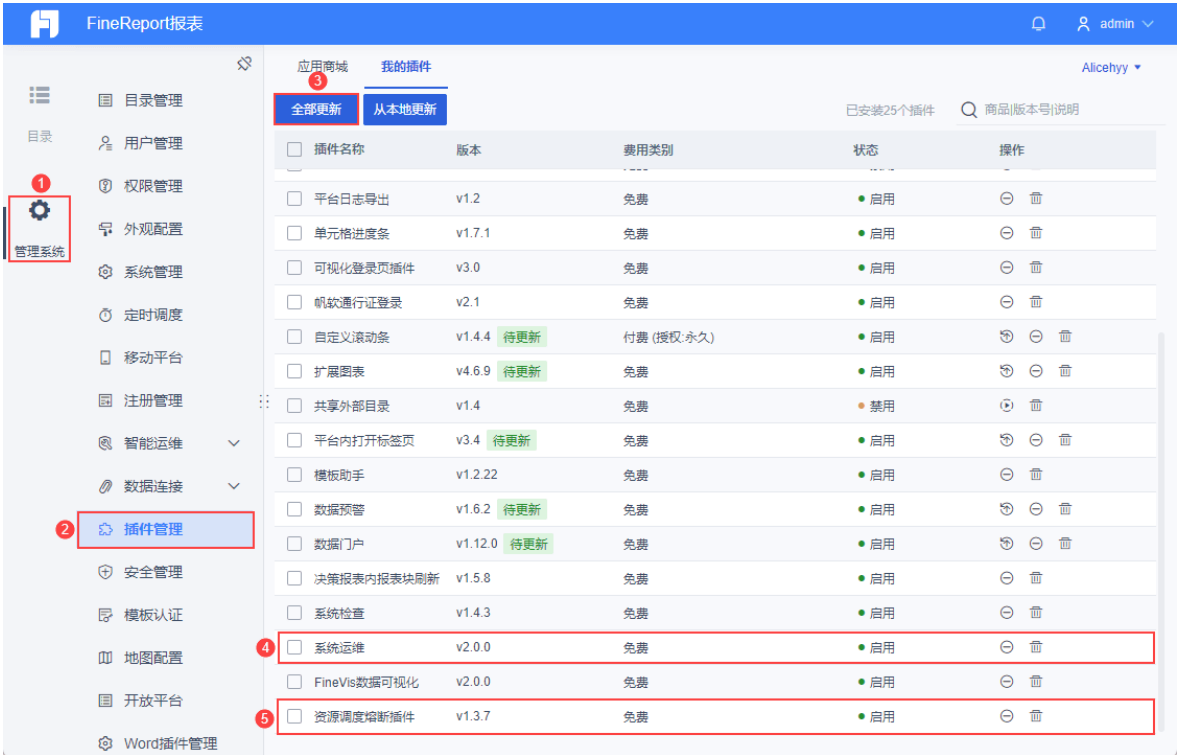 FineReport报表
admin
应用商城 我的插件 Alicehyy
3
全部更新 从本地更新 已安装25个插件 商品|版本号|说明
目录
1
管理系统
目录管理
用户管理
权限管理
外观配置
系统管理
定时调度
移动平台
注册管理
智能运维
数据连接
2 插件管理
安全管理
模板认证
地图配置
开放平台
Word插件管理
插件名称 版本 费用类别 状态 操作
平台日志导出 v1.2 免费 启用
单元格进度条 v1.7.1 免费 启用
可视化登录页插件 v3.0 免费 启用
帆软通行证登录 v2.1 免费 启用
自定义滚动条 v1.4.4 待更新 付费 (授权:永久) 启用
扩展图表 v4.6.9 待更新 免费 启用
共享外部目录 v1.4 免费 禁用
平台内打开标签页 v3.4 待更新 免费 启用
模板助手 v1.2.22 免费 启用
数据预警 v1.6.2 待更新 免费 启用
数据门户 v1.12.0 待更新 免费 启用
决策报表内报表块刷新 v1.5.8 免费 启用
系统检查 v1.4.3 免费 启用
4 系统运维 v2.0.0 免费 启用
FineVis数据可视化 v2.0.0 免费 启用
5 资源调度熔断插件 v1.3.7 免费 启用